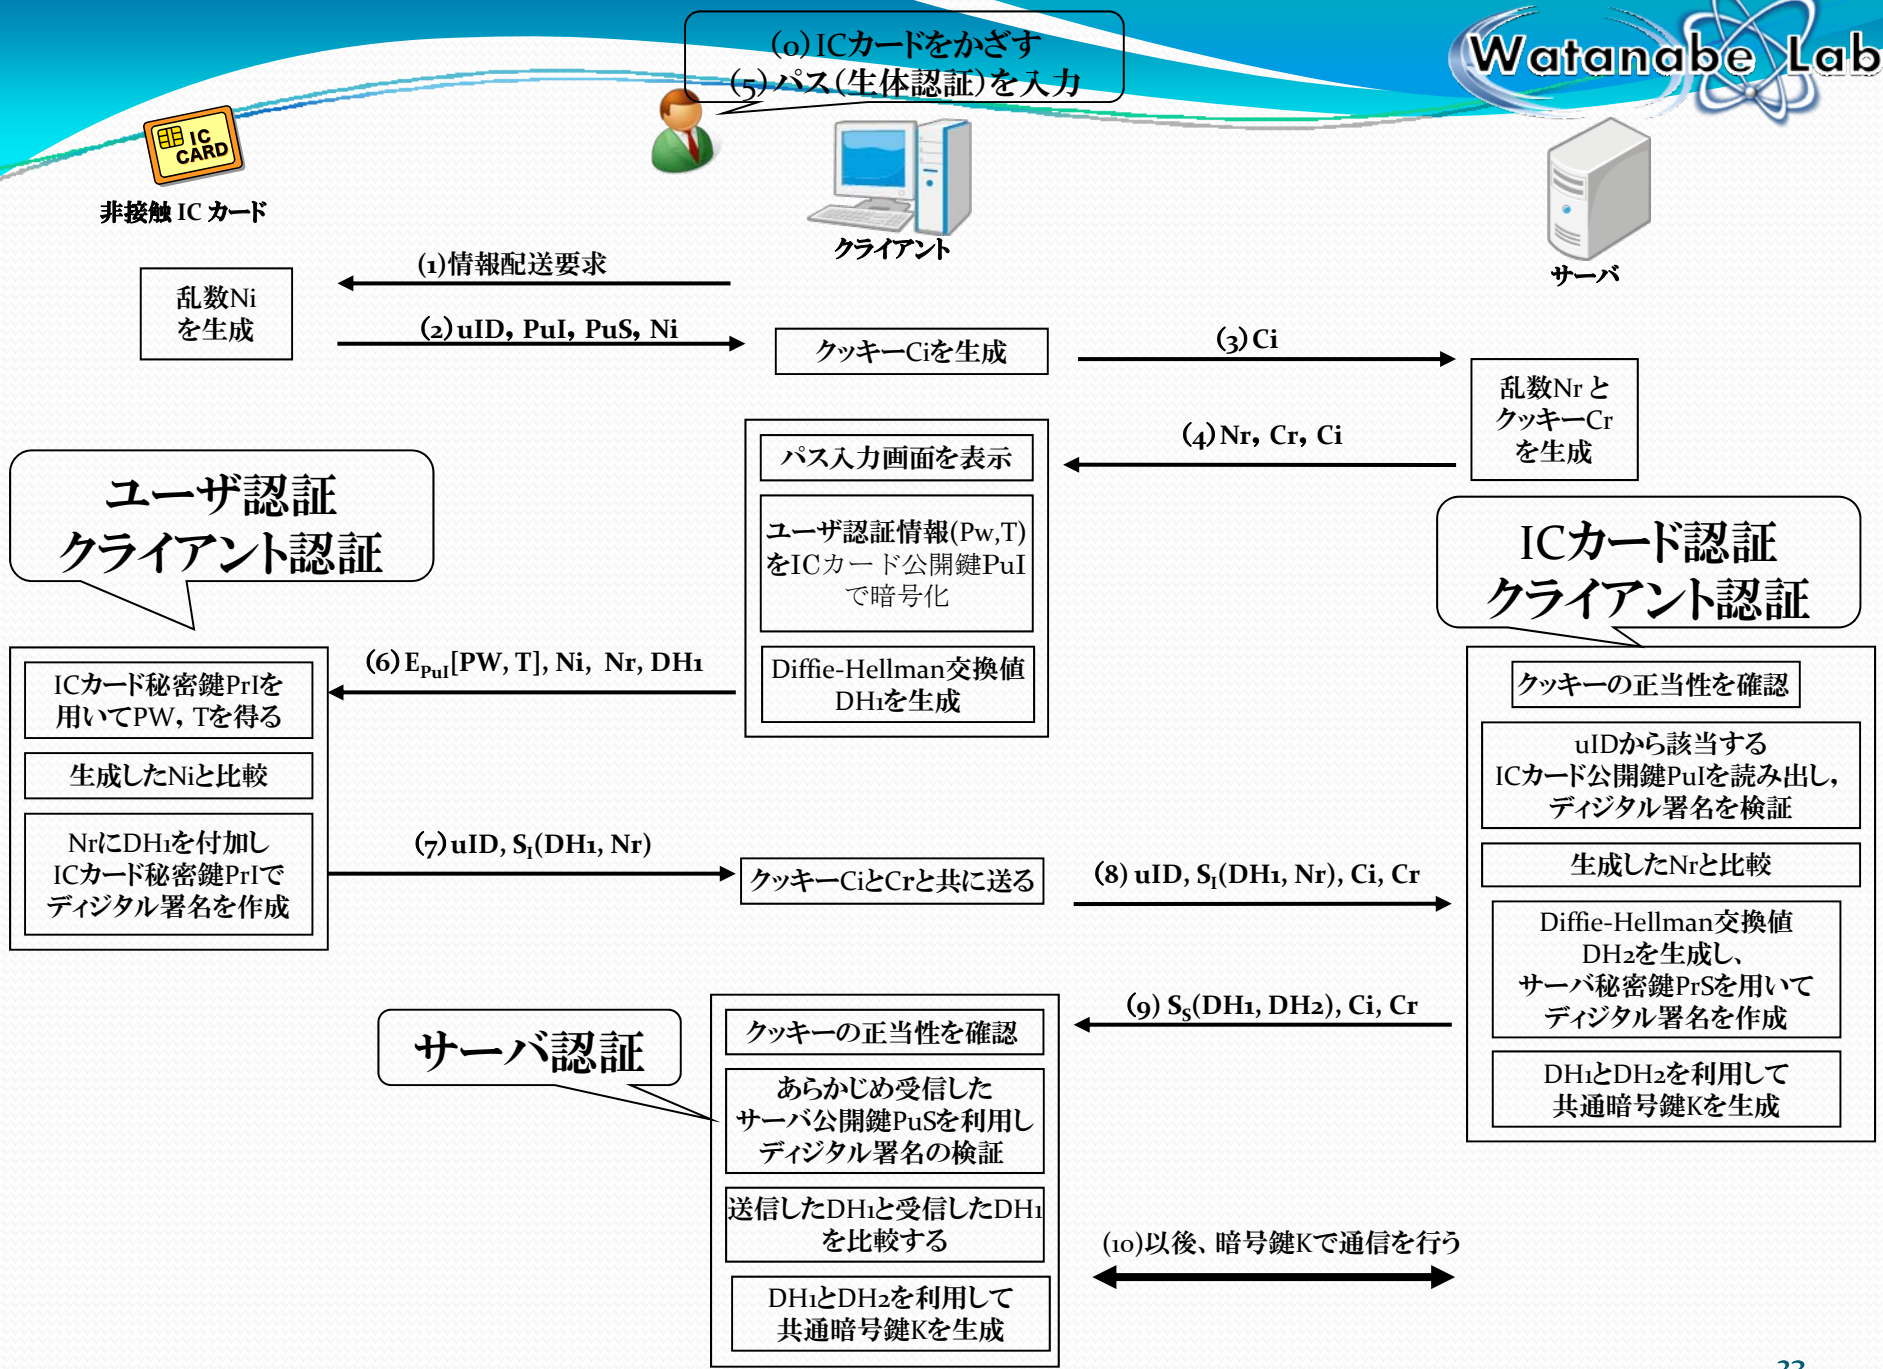 (0)ICカードをかざす
(5)パス(生体認証)を入力
Watanabe Lab
IC
CARD
非接触 IC カード
クライアント
サーバ
(1)情報配送要求
乱数Ni
を生成
(2)uID, PuI, PuS, Ni
クッキーCiを生成
(3)Ci
乱数Nr と
クッキーCr
を生成
(4)Nr, Cr, Ci
パス入力画面を表示
ユーザ認証情報(Pw,T)
をICカード公開鍵PuI
で暗号化
Diffie-Hellman交換値
DH1を生成
ユーザ認証
クライアント認証
ICカード認証
クライアント認証
(6)EPuI[PW, T], Ni, Nr, DH1
ICカード秘密鍵PrIを
用いてPW, Tを得る
生成したNiと比較
NrにDH1を付加し
ICカード秘密鍵PrIで
ディジタル署名を作成
(7)uID, SI(DH1, Nr)
クッキーCiとCrと共に送る
(8) uID, SI(DH1, Nr), Ci, Cr
クッキーの正当性を確認
uIDから該当する
ICカード公開鍵PuIを読み出し,
ディジタル署名を検証
生成したNrと比較
Diffie-Hellman交換値
DH2を生成し、
サーバ秘密鍵PrSを用いて
ディジタル署名を作成
DH1とDH2を利用して
共通暗号鍵Kを生成
(9) SS(DH1, DH2), Ci, Cr
サーバ認証
クッキーの正当性を確認
あらかじめ受信した
サーバ公開鍵PuSを利用し
ディジタル署名の検証
送信したDH1と受信したDH1
を比較する
DH1とDH2を利用して
共通暗号鍵Kを生成
(10)以後、暗号鍵Kで通信を行う